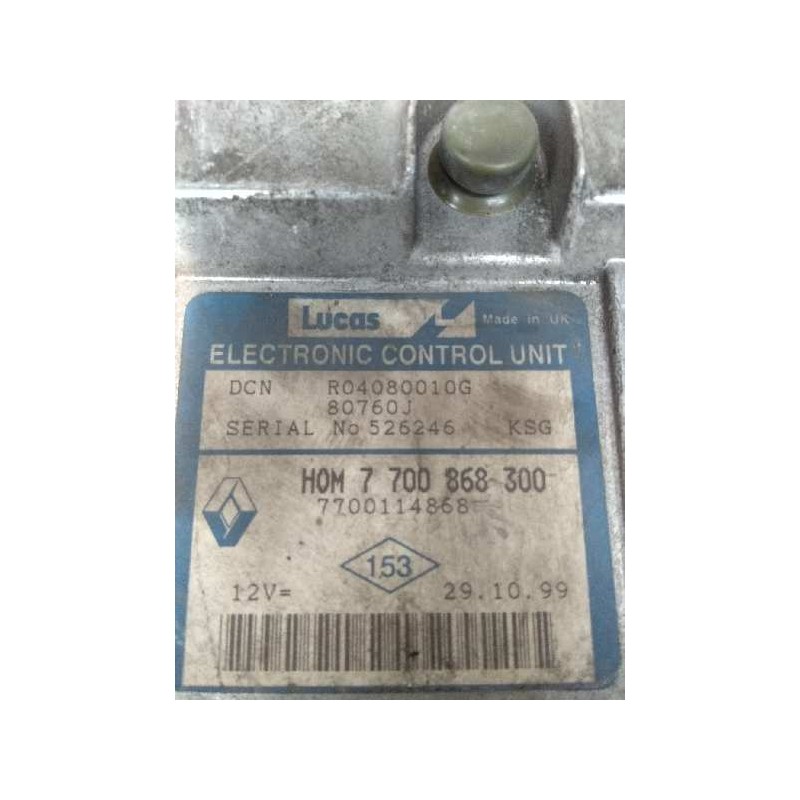 Lucas Made in UK
ELECTRONIC CONTROL UNIT
DCN R04080010G
80760J
SERIAL No 526246 KSG
HOM 7 700 868 300
7700114868
153
12V= 29.10.99